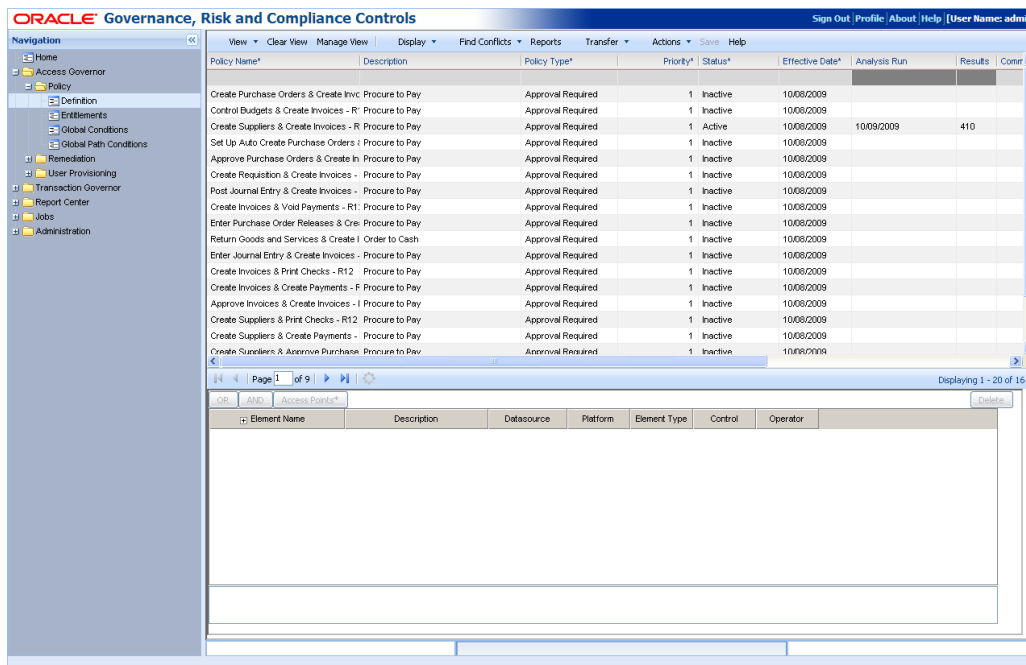 ORACLE Governance, Risk and Compliance Controls
Sign Out Profile About Help [User Name: admi
Navigation
View Clear View Manage View Display Find Conflicts Reports Transfer Actions Save Help
Home
Access Governor
Policy
Definition
Entitlements
Global Conditions
Global Path Conditions
Remediation
User Provisioning
Transaction Governor
Report Center
Jobs
Administration
Policy Name* Description Policy Type* Priority* Status* Effective Date* Analysis Run Results Comm
Create Purchase Orders & Create Invc Procure to Pay Approval Required 1 Inactive 10/08/2009
Control Budgets & Create Invoices - R1 Procure to Pay Approval Required 1 Inactive 10/08/2009
Create Suppliers & Create Invoices - R Procure to Pay Approval Required 1 Active 10/08/2009 10/09/2009 410
Set Up Auto Create Purchase Orders & Procure to Pay Approval Required 1 Inactive 10/08/2009
Approve Purchase Orders & Create In Procure to Pay Approval Required 1 Inactive 10/08/2009
Create Requisition & Create Invoices - Procure to Pay Approval Required 1 Inactive 10/08/2009
Post Journal Entry & Create Invoices - Procure to Pay Approval Required 1 Inactive 10/08/2009
Create Invoices & Void Payments - R1: Procure to Pay Approval Required 1 Inactive 10/08/2009
Enter Purchase Order Releases & Cre Procure to Pay Approval Required 1 Inactive 10/08/2009
Return Goods and Services & Create I Order to Cash Approval Required 1 Inactive 10/08/2009
Enter Journal Entry & Create Invoices - Procure to Pay Approval Required 1 Inactive 10/08/2009
Create Invoices & Print Checks - R12 Procure to Pay Approval Required 1 Inactive 10/08/2009
Create Invoices & Create Payments - F Procure to Pay Approval Required 1 Inactive 10/08/2009
Approve Invoices & Create Invoices - I Procure to Pay Approval Required 1 Inactive 10/08/2009
Create Suppliers & Print Checks - R12 Procure to Pay Approval Required 1 Inactive 10/08/2009
Create Suppliers & Create Payments - Procure to Pay Approval Required 1 Inactive 10/08/2009
Create Suppliers & Approve Purchase Procure to Pay Approval Required 1 Inactive 10/08/2009
Page 1 of 9 Displaying 1 - 20 of 16
OR AND Access Points* Delete
Element Name Description Datasource Platform Element Type Control Operator